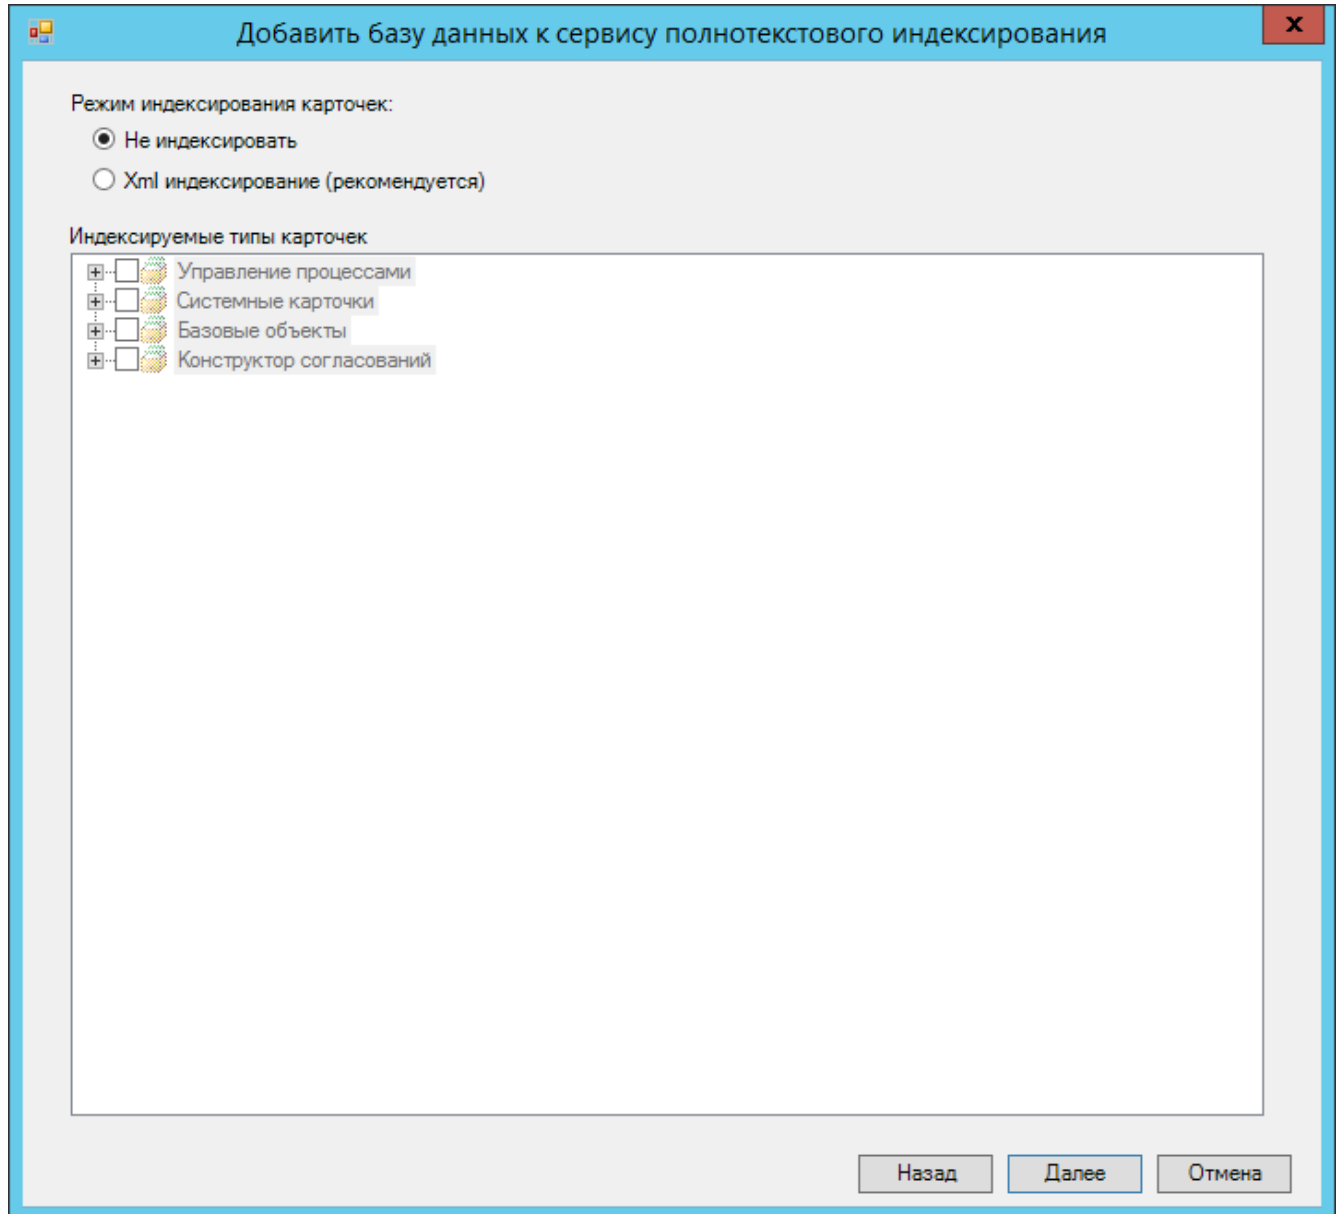 Добавить базу данных к сервису полнотекстового индексирования
x
Режим индексирования карточек:
Не индексировать
Xml индексирование (рекомендуется)
Индексируемые типы карточек
Управление процессами
Системные карточки
Базовые объекты
Конструктор согласований
Назад Далее Отмена